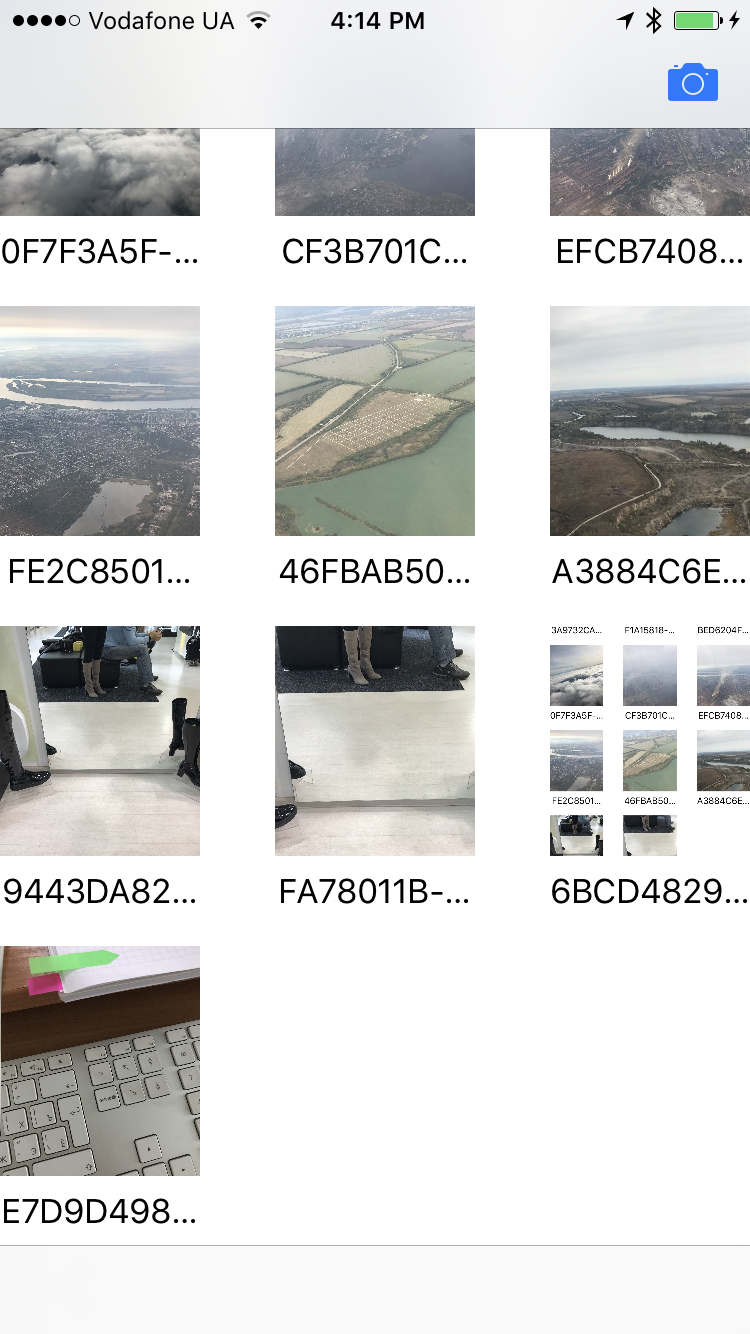 Vodafone UA 4:14 PM
0F7F3A5F-... CF3B701C... EFCB7408...
FE2C8501... 46FBAB50... A3884C6E...
3A9732CA... F1A15818-... BED6204F...
0F7F3A5F-... CF3B701C... EFCB7408...
FE2C8501... 46FBAB50... A3884C6E...
9443DA82... FA78011B-... 6BCD4829...
E7D9D498...